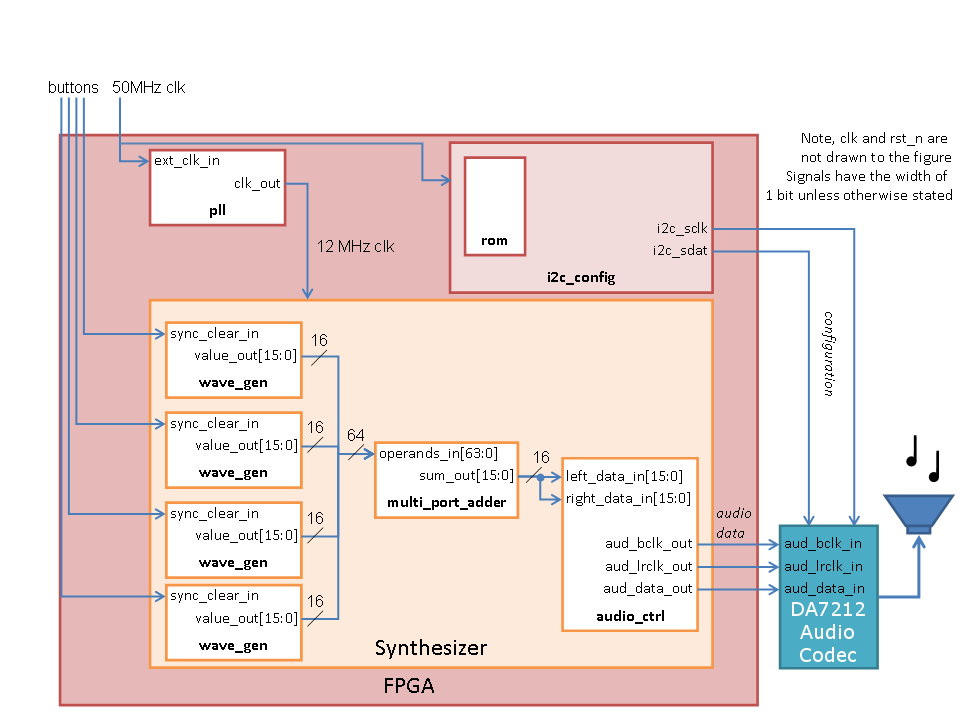 buttons
50MHz clk
Note, clk and rst_n are
not drawn to the figure
Signals have the width of
1 bit unless otherwise stated
ext_clk_in
clk_out
pll
12 MHz clk
rom
i2c_sclk
i2c_sdat
i2c_config
configuration
sync_clear_in
value_out[15:0]
wave_gen
16
sync_clear_in
value_out[15:0]
wave_gen
16
sync_clear_in
value_out[15:0]
wave_gen
16
sync_clear_in
value_out[15:0]
wave_gen
16
64
operands_in[63:0]
sum_out[15:0]
multi_port_adder
16
left_data_in[15:0]
right_data_in[15:0]
aud_bclk_out
aud_lrclk_out
aud_data_out
audio_ctrl
audio
data
aud_bclk_in
aud_lrclk_in
aud_data_in
DA7212
Audio
Codec
Synthesizer
FPGA